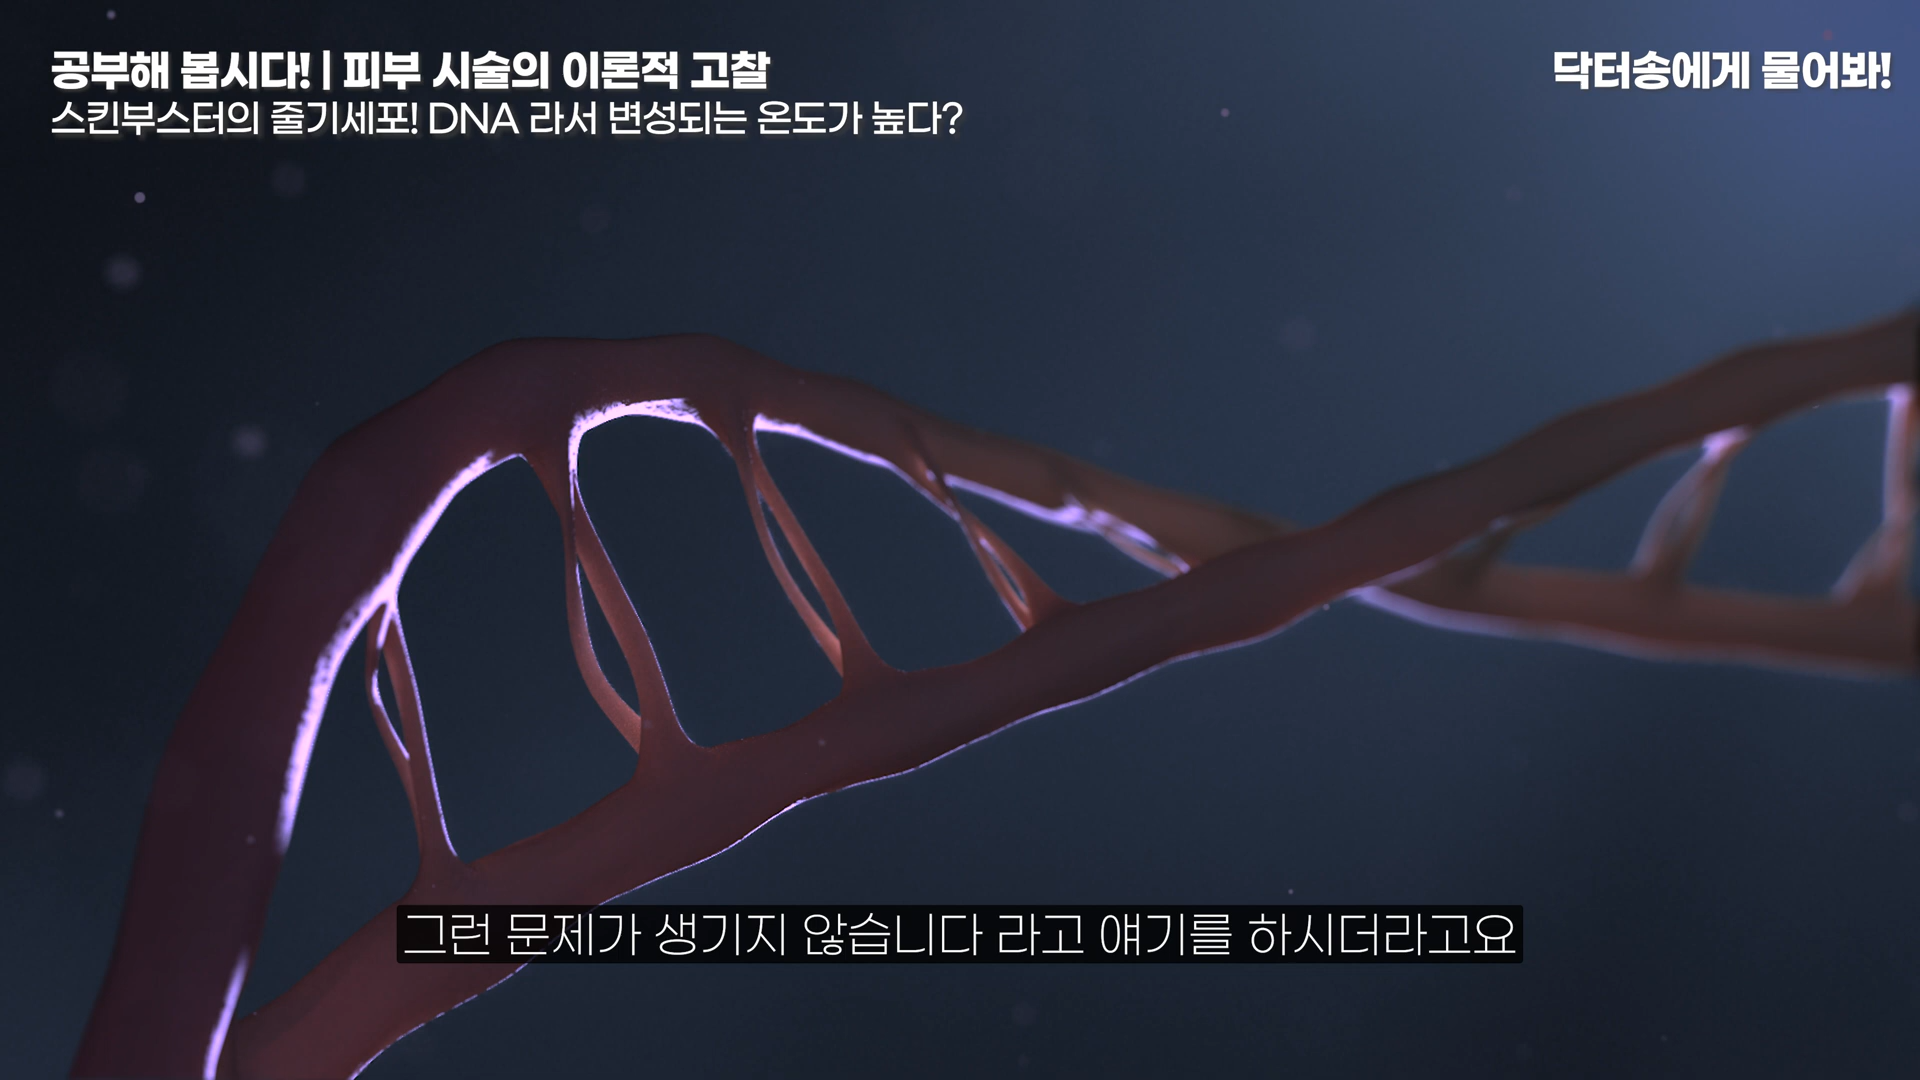 공부해 봅시다! | 피부 시술의 이론적 고찰
스킨부스터의 줄기세포! DNA 라서 변성되는 온도가 높다?
닥터송에게 물어봐!
그런 문제가 생기지 않습니다 라고 얘기를 하시더라고요